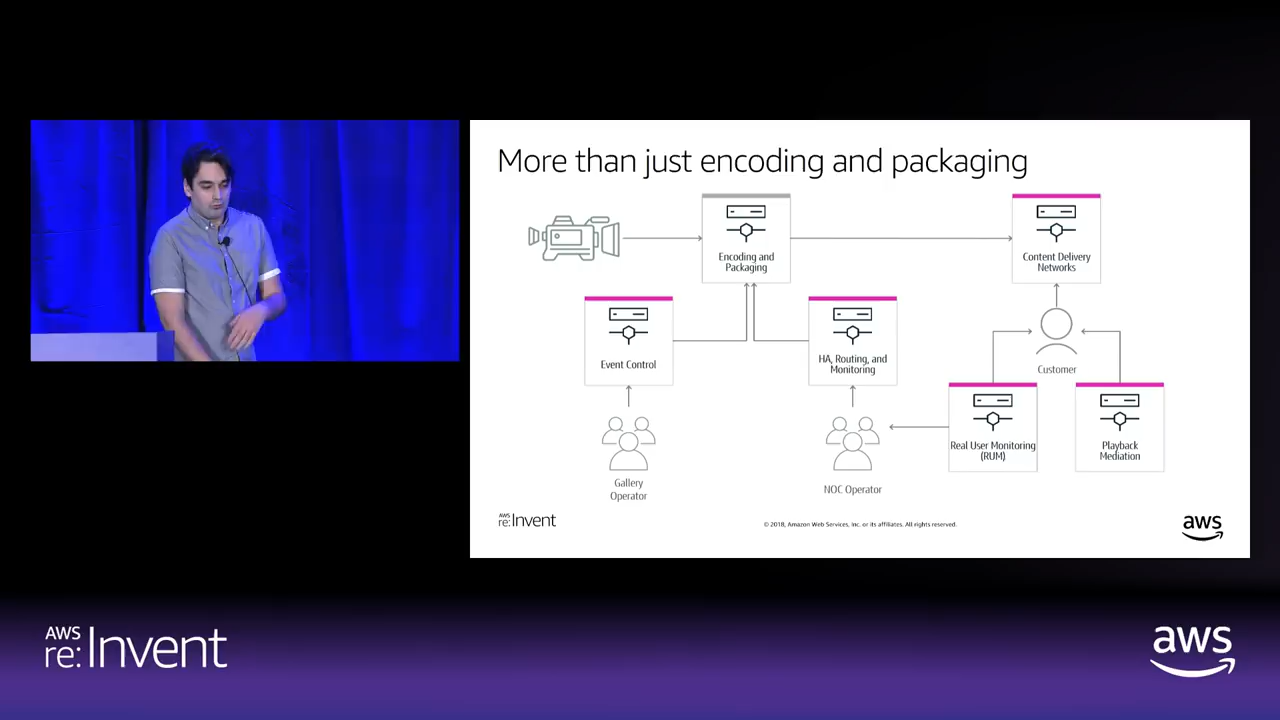 More than just encoding and packaging
Encoding and
Packaging
Content Delivery
Networks
Event Control
HA, Routing, and
Monitoring
Customer
Real User Monitoring
(RUM)
Playback
Mediation
Gallery
Operator
NOC Operator
AWS
re:Invent
© 2018, Amazon Web Services, Inc. or its affiliates. All rights reserved.
aws
AWS
re:Invent
aws